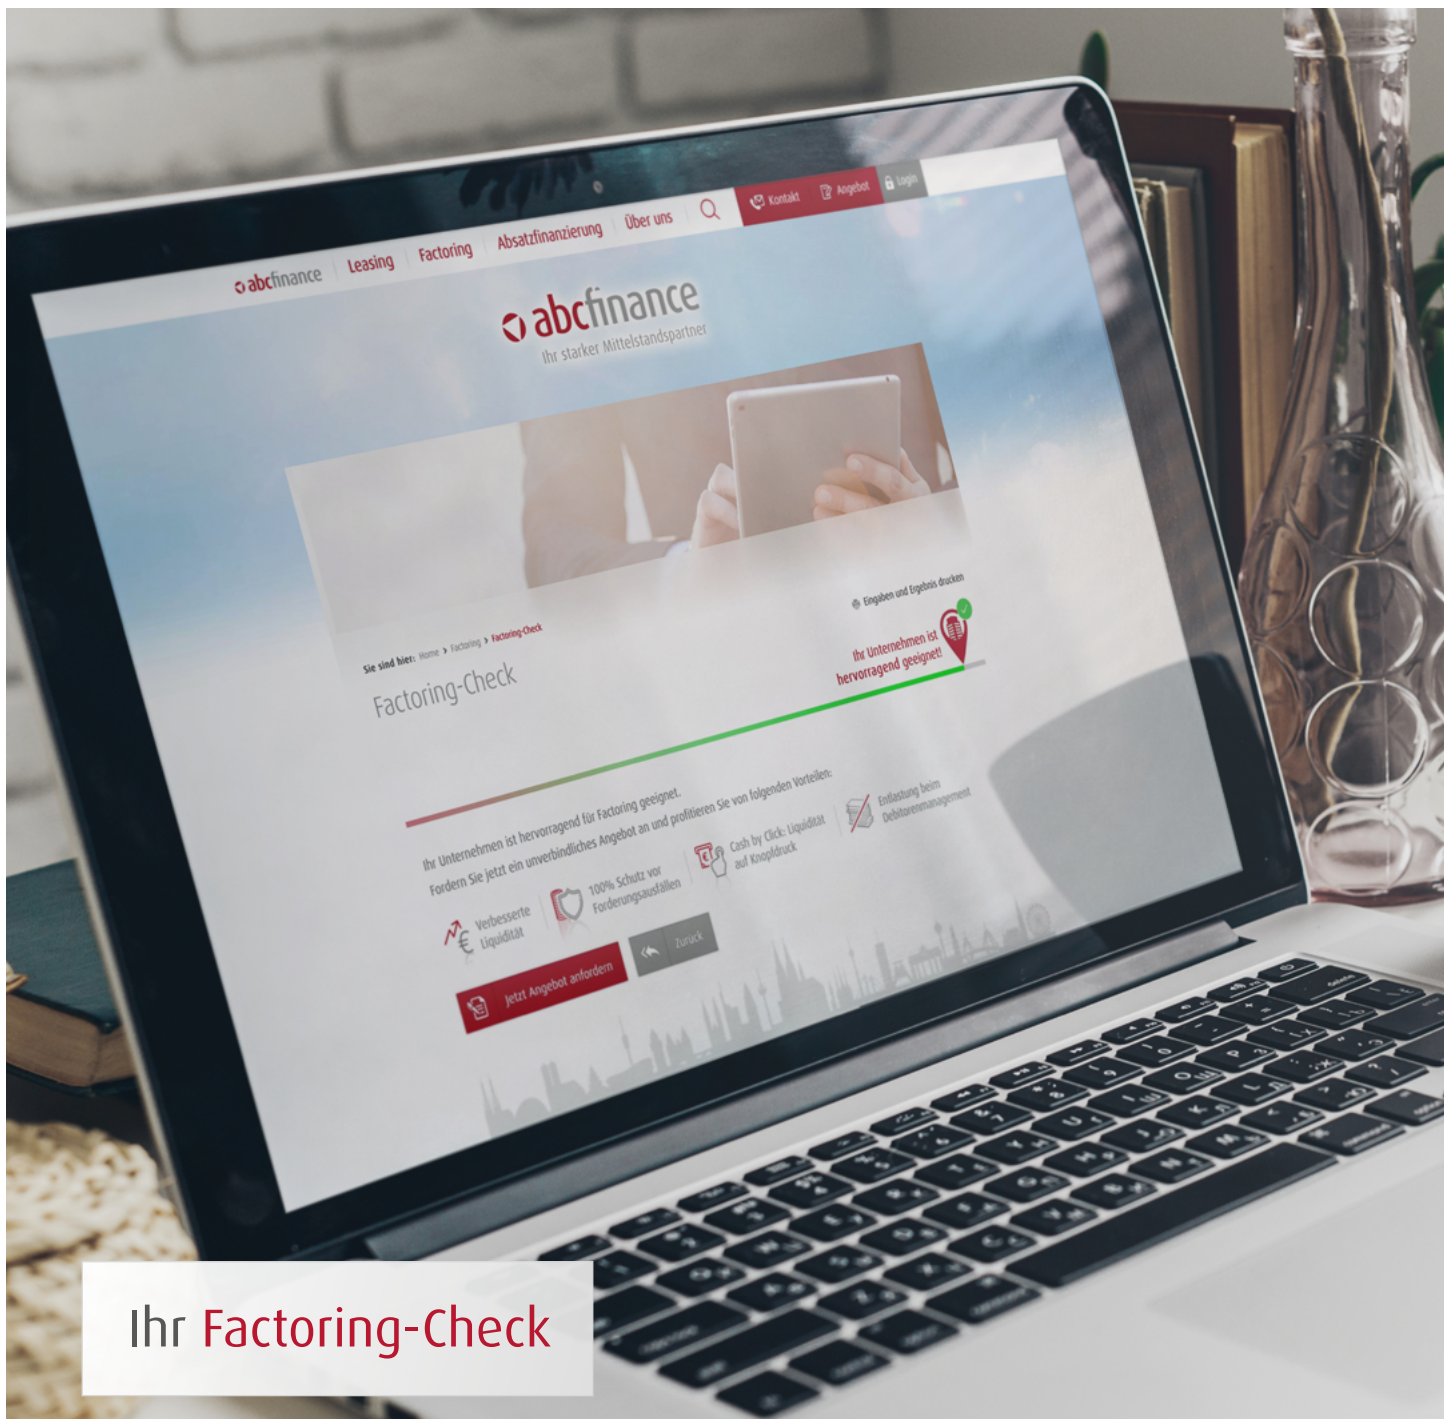 abcfinance
Leasing
Factoring
Absatzfinanzierung
Über uns
Kontakt
Angebot
Login
abcfinance
Ihr starker Mittelstandspartner
Eingaben und Ergebnis drucken
Sie sind hier: Home > Factoring > Factoring-Check
Factoring-Check
Ihr Unternehmen ist
hervorragend geeignet!
Ihr Unternehmen ist hervorragend für Factoring geeignet.
Fordern Sie jetzt ein unverbindliches Angebot an und profitieren Sie von folgenden Vorteilen:
Verbesserte
Liquidität
100% Schutz vor
Forderungsausfällen
Cash by Click: Liquidität
auf Knopfdruck
Entlastung beim
Debitorenmanagement
Jetzt Angebot anfordern
Zurück
Ihr Factoring-Check